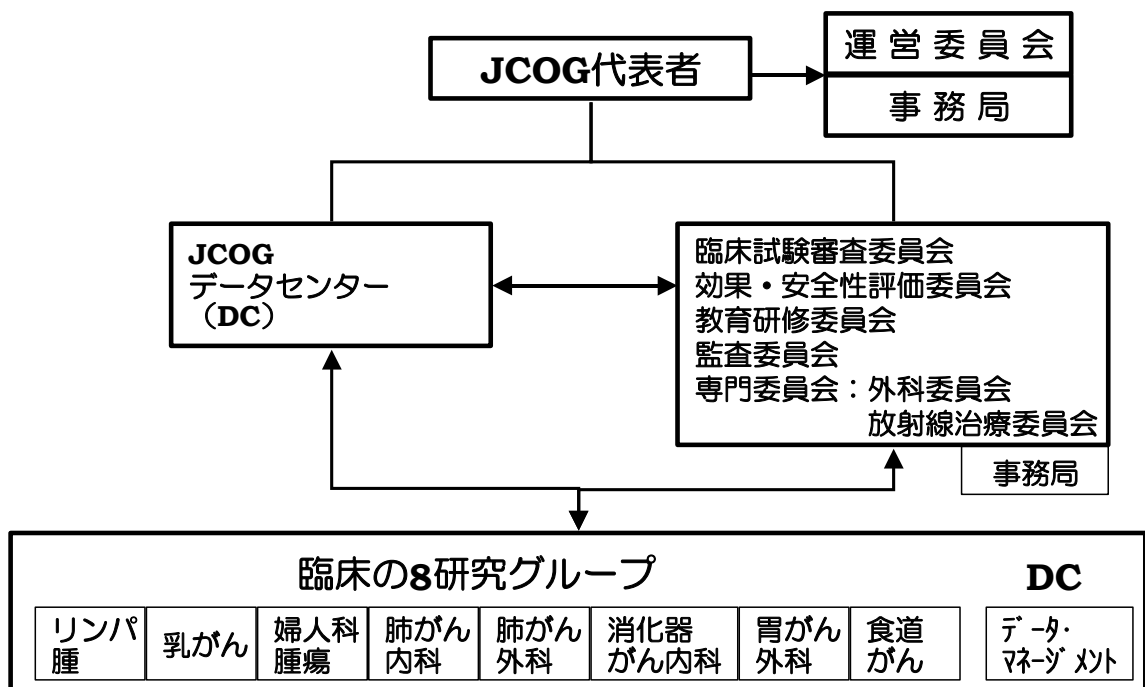 JCOG代表者
運営委員会
事務局
JCOG
データセンター
（DC）
臨床試験審査委員会
効果・安全性評価委員会
教育研修委員会
監査委員会
専門委員会：外科委員会
放射線治療委員会
事務局
臨床の8研究グループ
DC
リンパ
腫
乳がん
婦人科
腫瘍
肺がん
内科
肺がん
外科
消化器
がん内科
胃がん
外科
食道
がん
ﾃﾞｰﾀ･
ﾏﾈｰｼﾞﾒﾝﾄ